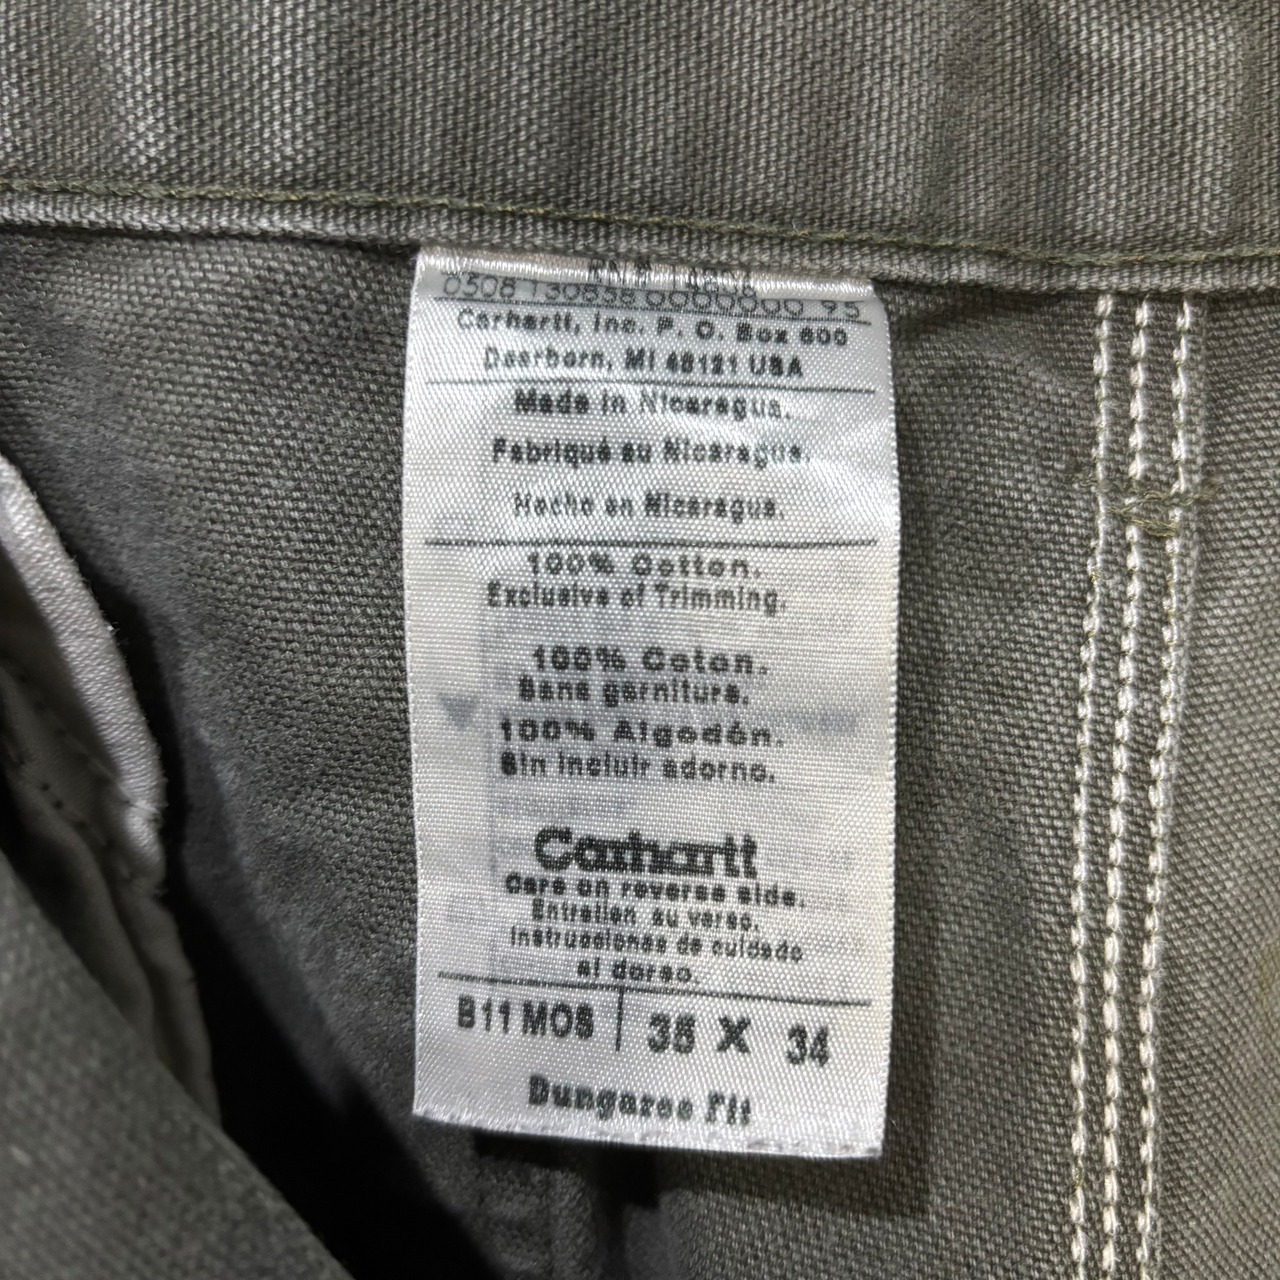 0508 130838 0000000 95
Carhartt, Inc. P. O. Box 600
Dearborn, MI 48121 USA
Made in Nicaragua.
Fabriqué au Nicaragua.
Hecho en Nicaragua.
100% Cotton.
Exclusive of Trimming.
100% Coton.
Sans garniture.
100% Algodón.
Sin incluir adorno.
Carhartt
Care on reverse side.
Entretien au verso.
Instrucciones de cuidado
al dorso.
B11 MOS 35 X 34
Dungaree Fit